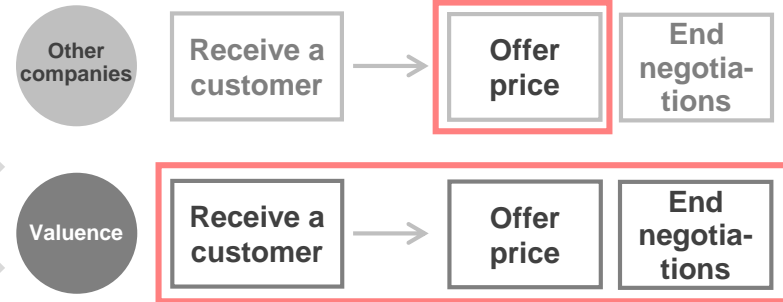 Other
companies
Receive a
customer
Offer
price
End
negotia-
tions
Valuence
Receive a
customer
Offer
price
End
negotia-
tions